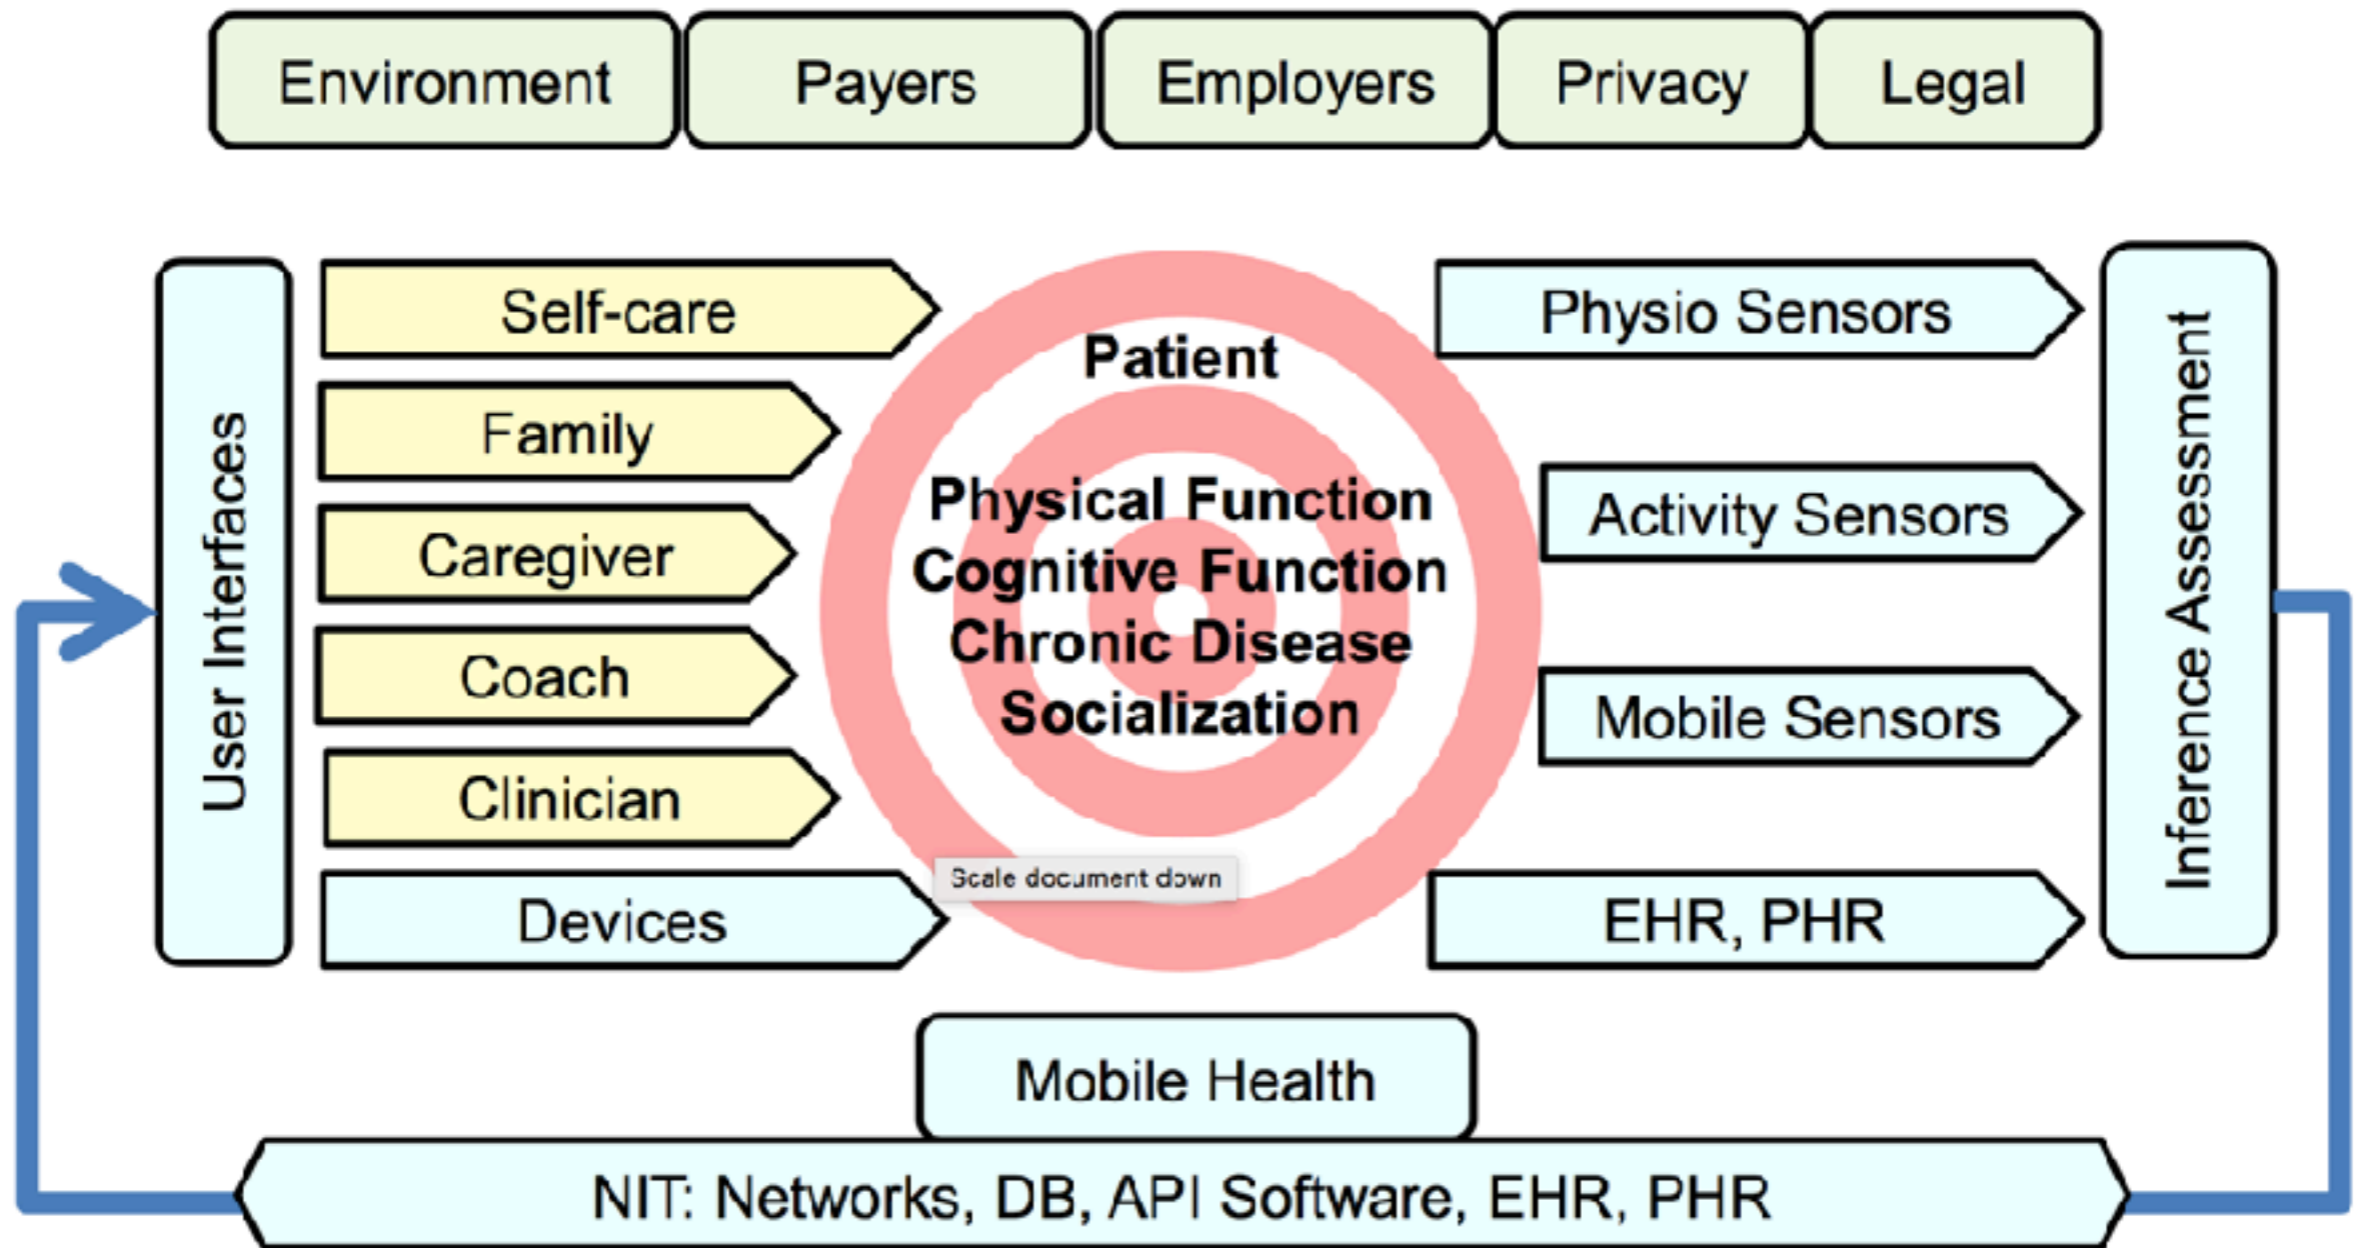 Environment
Payers
Employers
Privacy
Legal
User Interfaces
Self-care
Family
Caregiver
Coach
Clinician
Devices
Patient
Physical Function
Cognitive Function
Chronic Disease
Socialization
Scale document down
Physio Sensors
Activity Sensors
Mobile Sensors
EHR, PHR
Inference Assessment
Mobile Health
NIT: Networks, DB, API Software, EHR, PHR